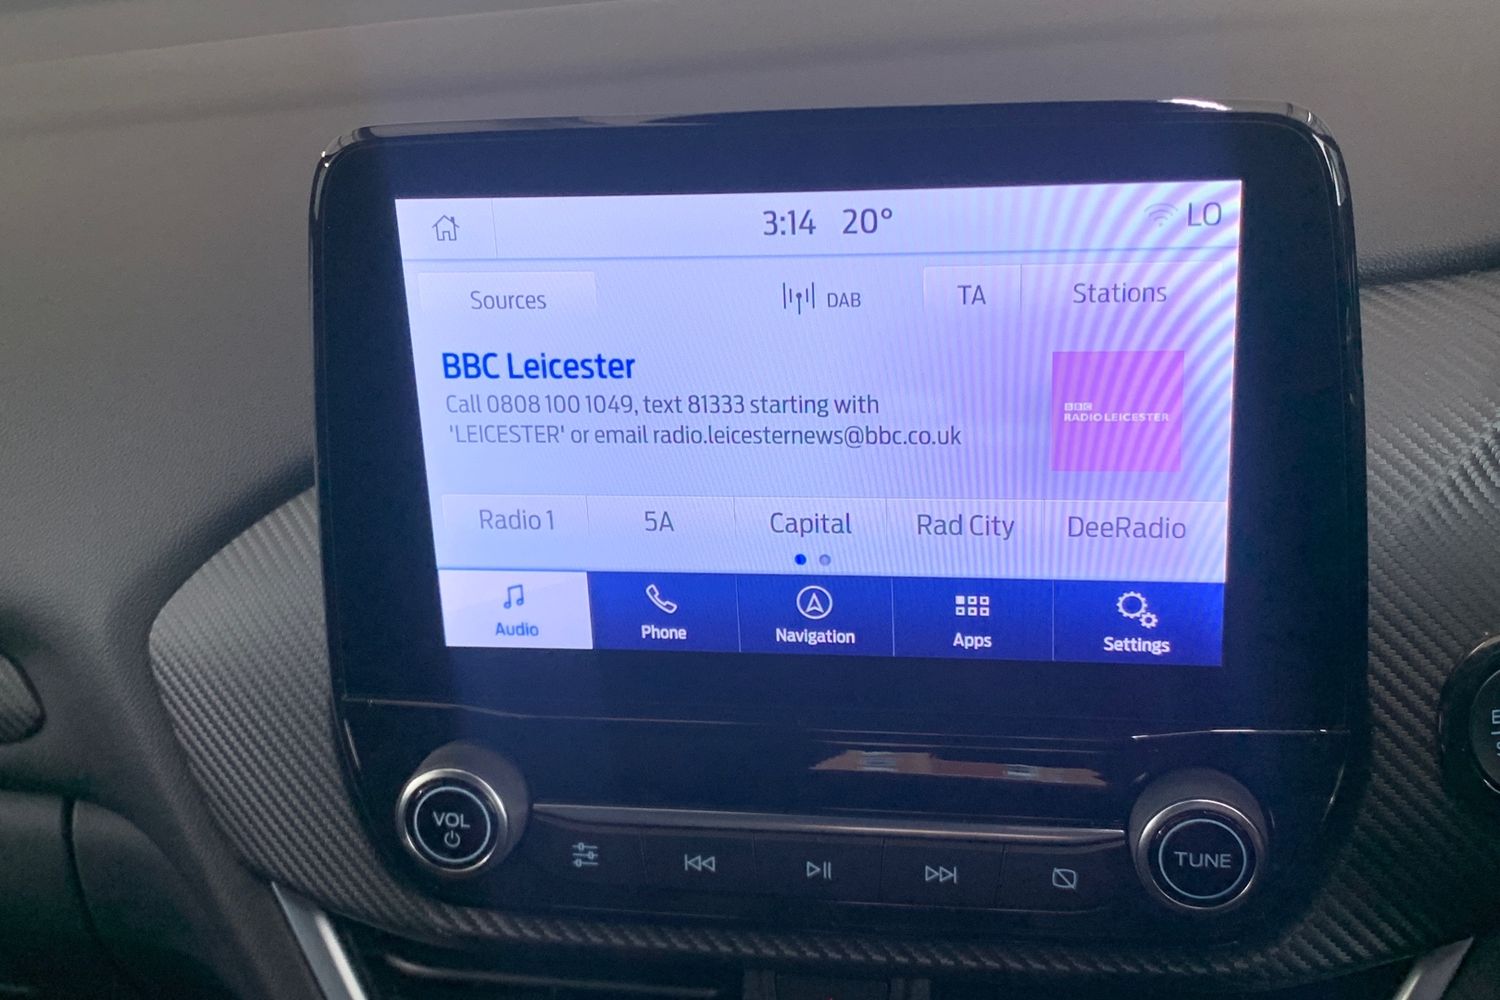 3:14 20° LO
Sources DAB TA Stations
BBC Leicester
Call 0808 100 1049, text 81333 starting with
'LEICESTER' or email radio.leicesternews@bbc.co.uk
BBC
RADIO LEICESTER
Radio 1 5A Capital Rad City DeeRadio
Audio Phone Navigation Apps Settings
VOL
TUNE